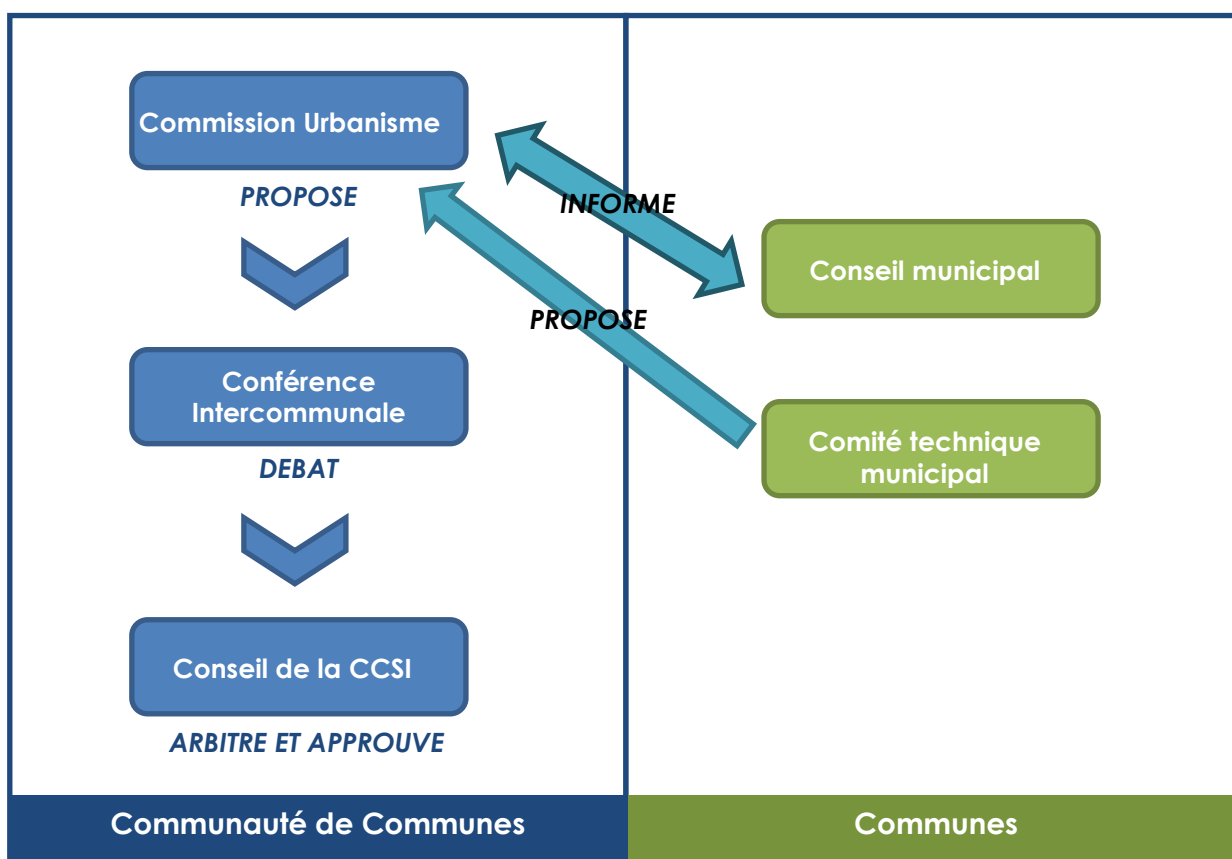 Commission Urbanisme
PROPOSE
INFORME
Conseil municipal
PROPOSE
Conférence
Intercommunale
DEBAT
Comité technique
municipal
Conseil de la CCSI
ARBITRE ET APPROUVE
Communauté de Communes
Communes